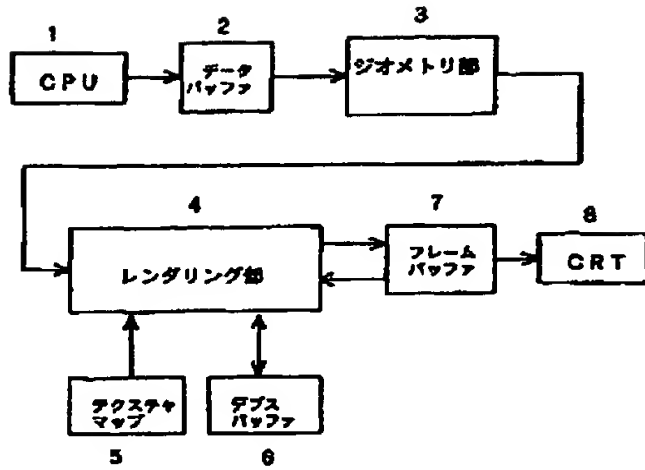 1
CPU
2
データ
バッファ
3
ジオメトリ部
4
レンダリング部
7
フレーム
バッファ
8
CRT
テクスチャ
マップ
5
デプス
バッファ
6